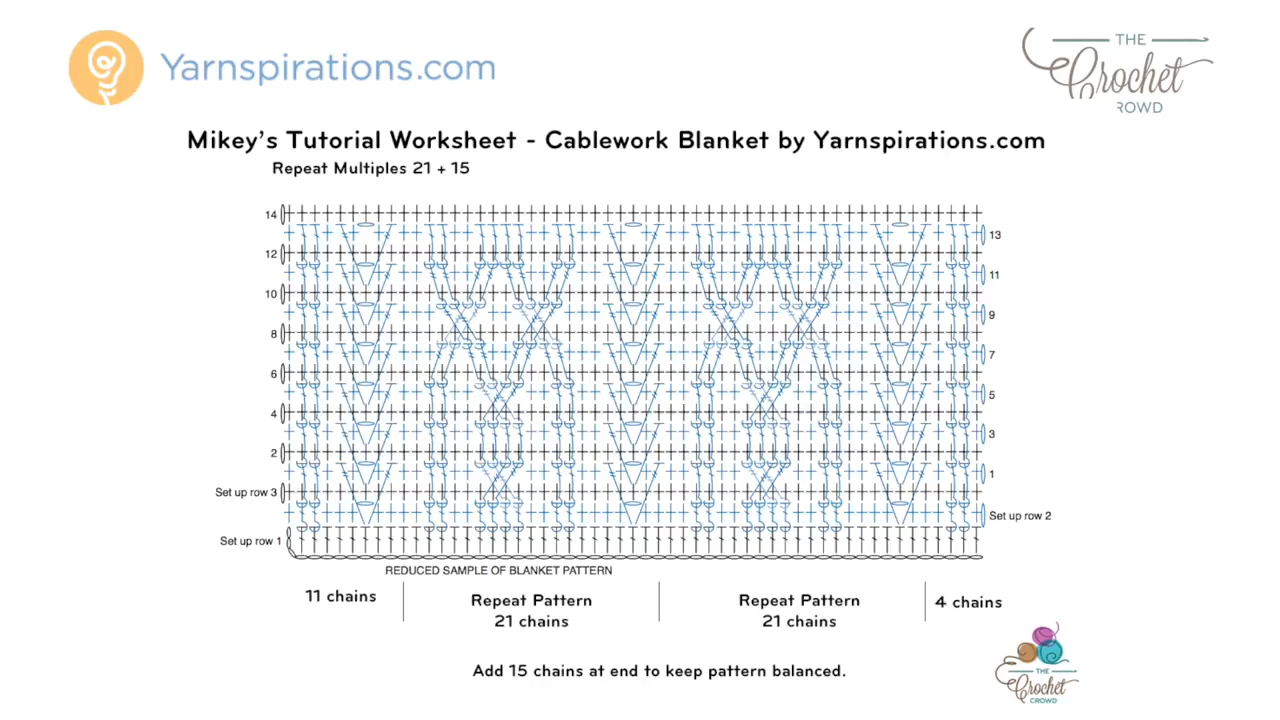 Yarnspirations.com
THE
Crochet
CROWD
Mikey's Tutorial Worksheet - Cablework Blanket by Yarnspirations.com
Repeat Multiples 21 + 15
14
13
12
11
10
9
8
7
6
5
4
3
2
1
Set up row 3
Set up row 2
Set up row 1
REDUCED SAMPLE OF BLANKET PATTERN
11 chains
Repeat Pattern
21 chains
Repeat Pattern
21 chains
4 chains
Add 15 chains at end to keep pattern balanced.
THE
Crochet
CROWD